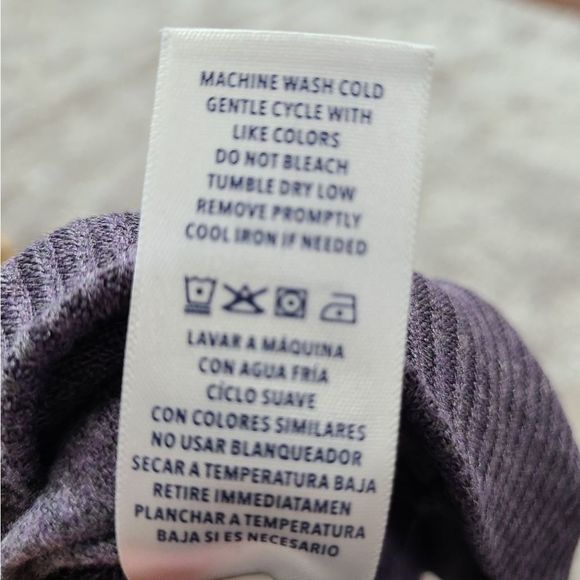 MACHINE WASH COLD
GENTLE CYCLE WITH
LIKE COLORS
DO NOT BLEACH
TUMBLE DRY LOW
REMOVE PROMPTLY
COOL IRON IF NEEDED
LAVAR A MÁQUINA
CON AGUA FRÍA
CÍCLO SUAVE
CON COLORES SIMILARES
NO USAR BLANQUEADOR
SECAR A TEMPERATURA BAJA
RETIRE IMMEDIATAMEN
PLANCHAR A TEMPERATURA
BAJA SI ES NECESARIO